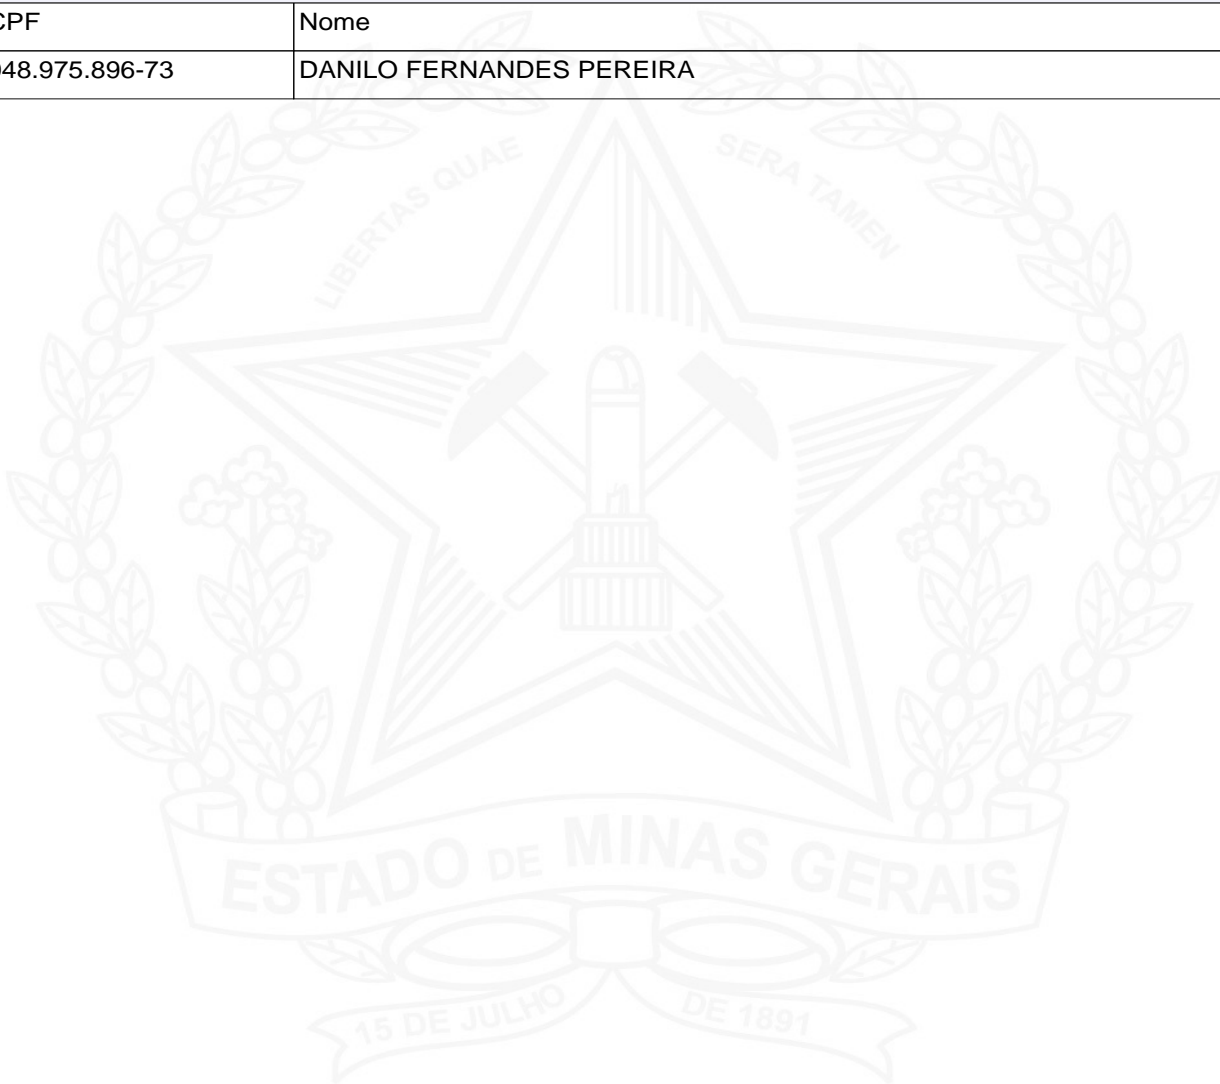 CPF Nome
048.975.896-73 DANILO FERNANDES PEREIRA
LIBERTAS QUAE SERA TAMEN
ESTADO DE MINAS GERAIS
15 DE JULHO DE 1891